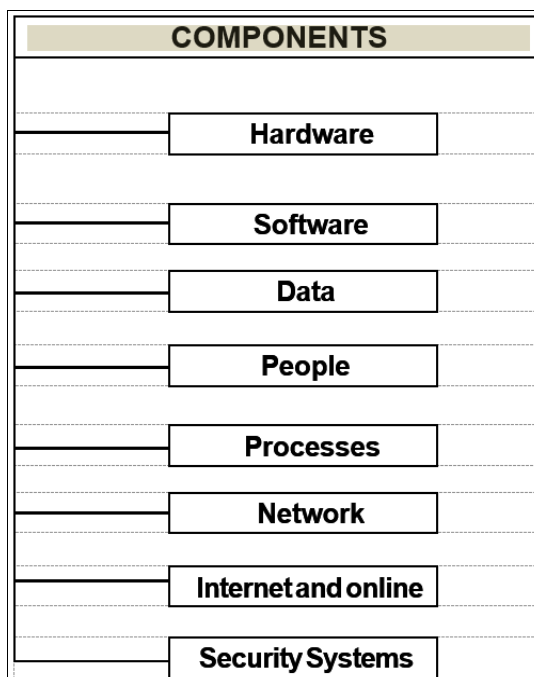 COMPONENTS
Hardware
Software
Data
People
Processes
Network
Internet and online
Security Systems